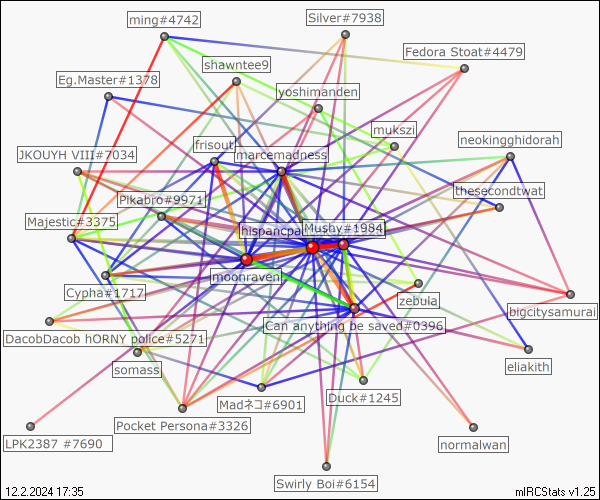 ming#4742
Silver#7938
Fedora Stoat#4479
shawntee9
Eg.Master#1378
yoshimanden
mukszi
neokingghidorah
frisout
marcemadness
JKOUYH VIII#7034
thesecondtwat
Pikabro#9971
Majestic#3375
hispancpa
Mushy#1984
moonraven
Cypha#1717
zebula
bigcitysamurai
Can anything be saved#0396
DacobDacob hORNY police#5271
eliakith
somass
Duck#1245
Madネコ#6901
Pocket Persona#3326
LPK2387 #7690
normalwan
Swirly Boi#6154
12.2.2024 17:35
mIRCStats v1.25